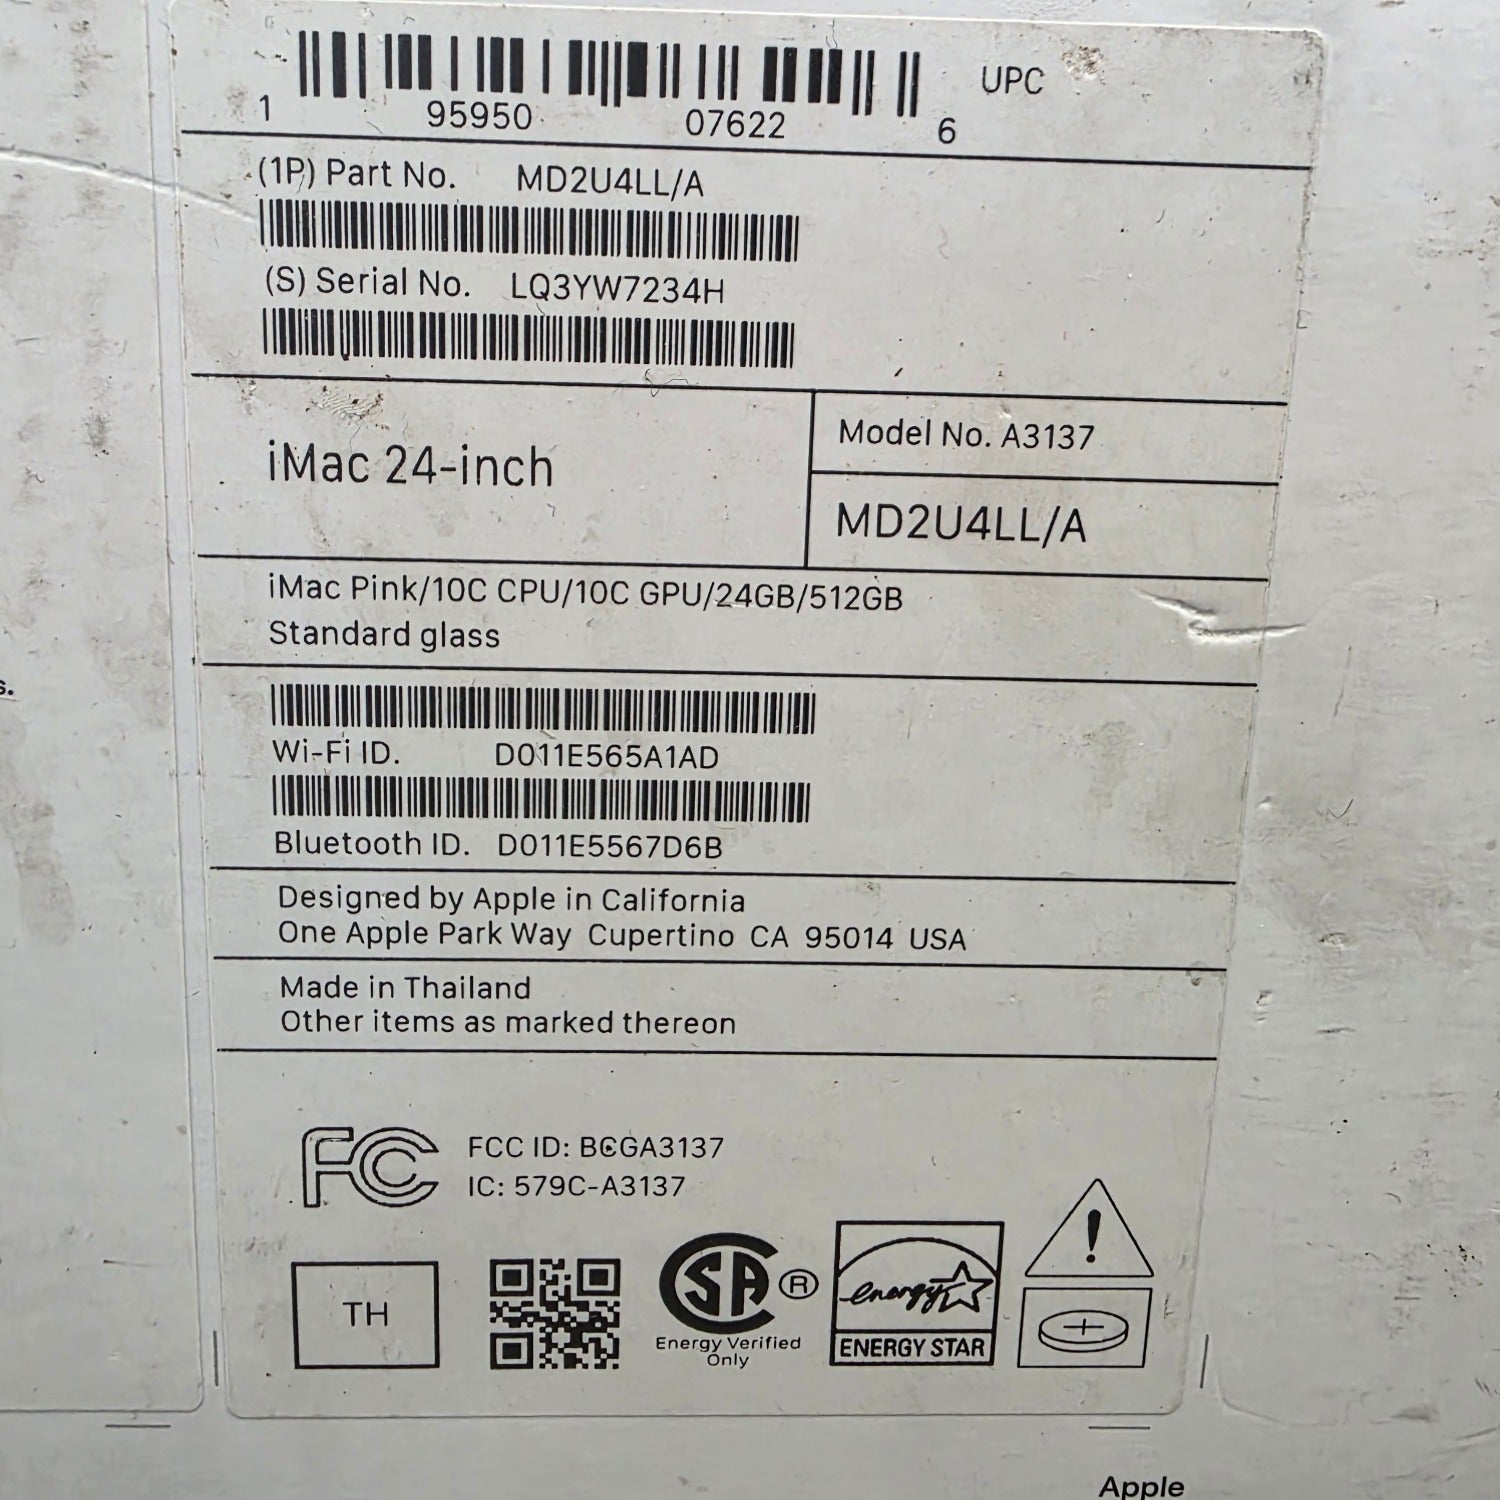 1 95950 07622 6 UPC
(1P) Part No. MD2U4LL/A
(S) Serial No. LQ3YW7234H
iMac 24-inch
Model No. A3137
MD2U4LL/A
iMac Pink/10C CPU/10C GPU/24GB/512GB
Standard glass
s.
Wi-Fi ID. D011E565A1AD
Bluetooth ID. D011E5567D6B
Designed by Apple in California
One Apple Park Way Cupertino CA 95014 USA
Made in Thailand
Other items as marked thereon
FC
FCC ID: BCGA3137
IC: 579C-A3137
TH
SA ®
Energy Verified
Only
energy
ENERGY STAR
Apple